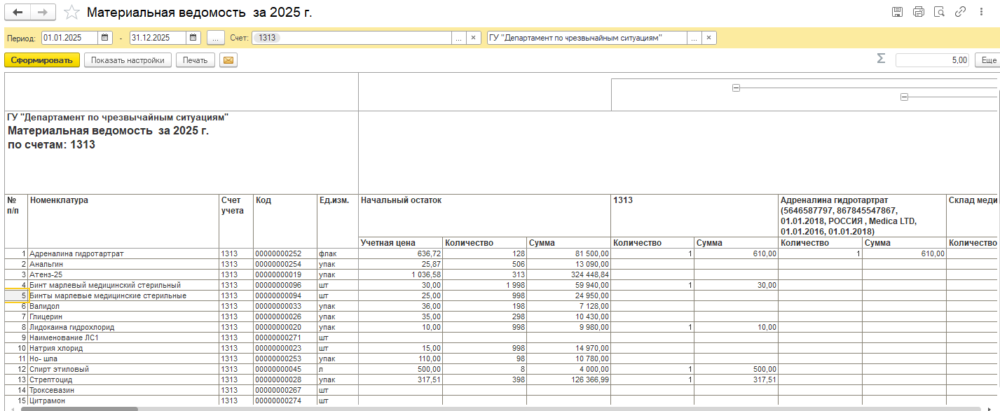 Материальная ведомость за 2025 г.
Период: 01.01.2025 - 31.12.2025 ... Счет: 1313 ... × ГУ "Департамент по чрезвычайным ситуациям" ... ×
Сформировать Показать настройки Печать Σ 5,00 Еще
ГУ "Департамент по чрезвычайным ситуациям"
Материальная ведомость за 2025 г.
по счетам: 1313
№ п/п Номенклатура Счет учета Код Ед.изм. Начальный остаток 1313 Адреналина гидротартрат (5646587797, 867845547867, 01.01.2018, РОССИЯ , Medica LTD, 01.01.2016, 01.01.2018) Склад меди
Учетная цена Количество Сумма Количество Сумма Количество Сумма Количество
1 Адреналина гидротартрат 1313 00000000252 флак 636,72 128 81 500,00 1 610,00 1 610,00
2 Анальгин 1313 00000000254 упак 25,87 506 13 090,00
3 Атенз-25 1313 00000000019 упак 1 036,58 313 324 448,84
4 Бинт марлевый медицинский стерильный 1313 00000000096 шт 30,00 1 998 59 940,00 1 30,00
5 Бинты марлевые медицинские стерильные 1313 00000000094 шт 25,00 998 24 950,00
6 Валидол 1313 00000000033 упак 36,00 198 7 128,00
7 Глицерин 1313 00000000026 упак 35,00 298 10 430,00
8 Лидокаина гидрохлорид 1313 00000000020 упак 10,00 998 9 980,00 1 10,00
9 Наименование ЛС1 1313 00000000271 шт
10 Натрия хлорид 1313 00000000023 шт 15,00 998 14 970,00
11 Но- шпа 1313 00000000253 упак 110,00 98 10 780,00
12 Спирт этиловый 1313 00000000045 л 500,00 8 4 000,00 1 500,00
13 Стрептоцид 1313 00000000028 упак 317,51 398 126 366,99 1 317,51
14 Троксевазин 1313 00000000267 шт
15 Цитрамон 1313 00000000274 шт